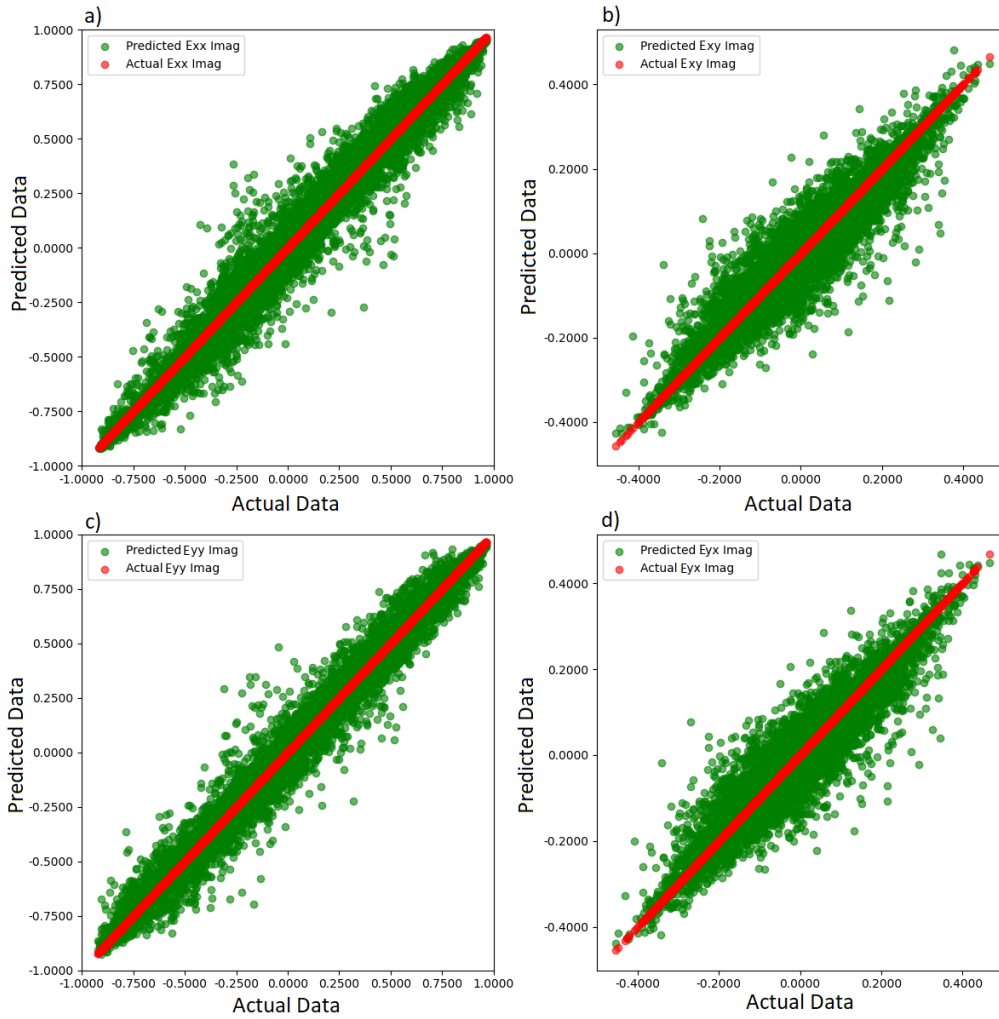 a)
Predicted Exx Imag
Actual Exx Imag
1.0000
0.7500
0.5000
0.2500
0.0000
-0.2500
-0.5000
-0.7500
-1.0000
Predicted Data
-1.0000 -0.7500 -0.5000 -0.2500 0.0000 0.2500 0.5000 0.7500 1.0000
Actual Data
b)
Predicted Exy Imag
Actual Exy Imag
0.4000
0.2000
0.0000
-0.2000
-0.4000
Predicted Data
-0.4000 -0.2000 0.0000 0.2000 0.4000
Actual Data
c)
Predicted Eyy Imag
Actual Eyy Imag
1.0000
0.7500
0.5000
0.2500
0.0000
-0.2500
-0.5000
-0.7500
-1.0000
Predicted Data
-1.0000 -0.7500 -0.5000 -0.2500 0.0000 0.2500 0.5000 0.7500 1.0000
Actual Data
d)
Predicted Eyx Imag
Actual Eyx Imag
0.4000
0.2000
0.0000
-0.2000
-0.4000
Predicted Data
-0.4000 -0.2000 0.0000 0.2000 0.4000
Actual Data